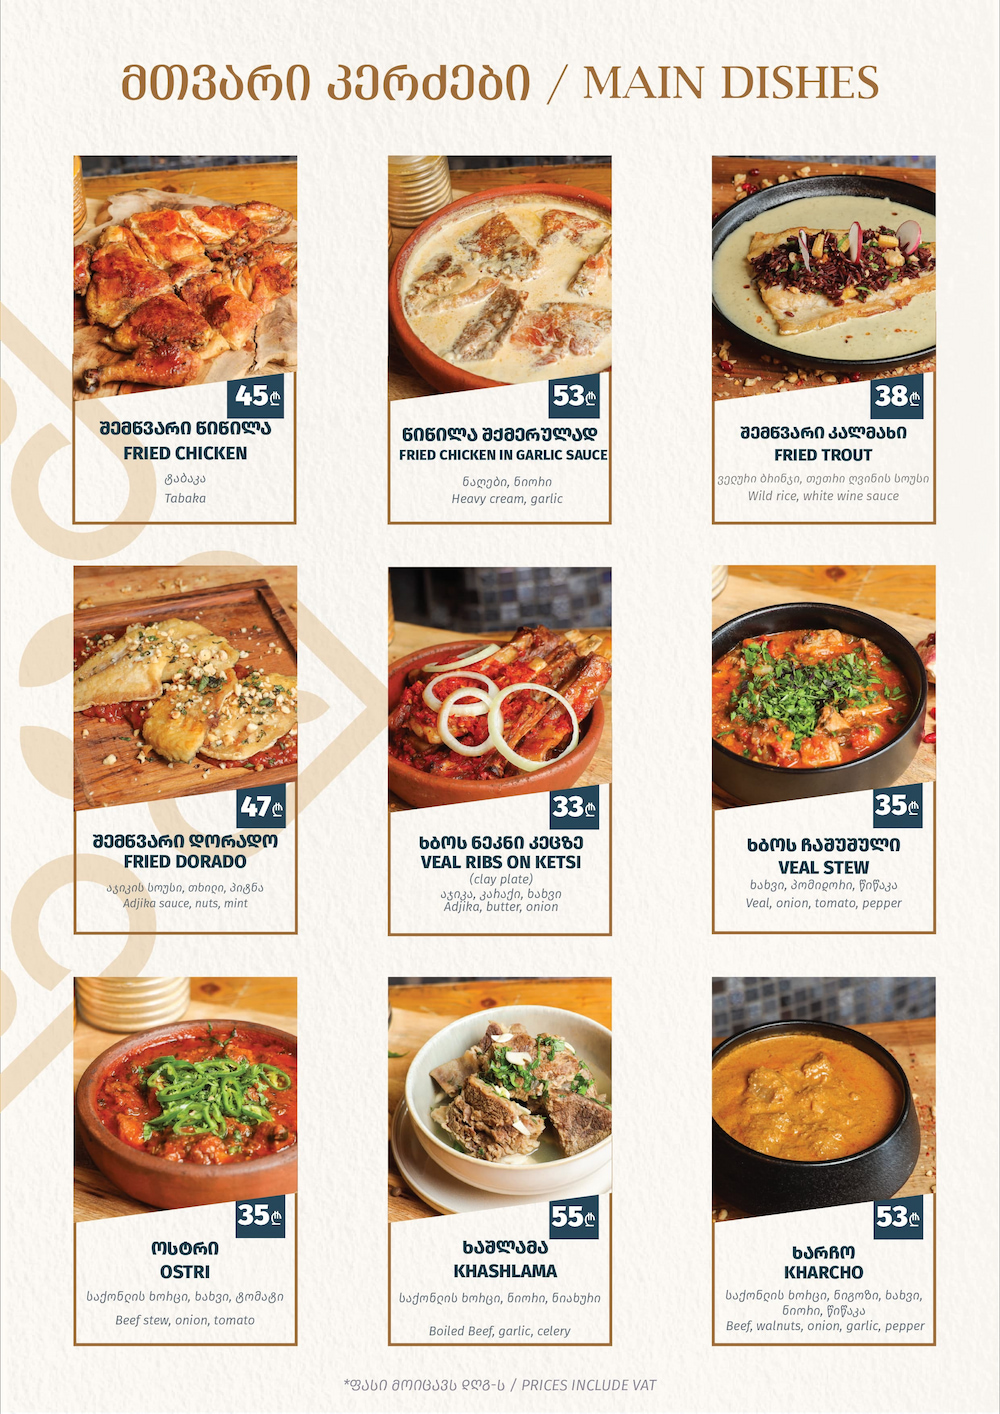 მთვარი კერძები / MAIN DISHES
45₾
შემწვარი წიწილა
FRIED CHICKEN
ტაბაკა
Tabaka
53₾
წიწილა შქმერულად
FRIED CHICKEN IN GARLIC SAUCE
ნაღები, ნიორი
Heavy cream, garlic
38₾
შემწვარი კალმახი
FRIED TROUT
ველური ბრინჯი, თეთრი ღვინის სოუსი
Wild rice, white wine sauce
47₾
შემწვარი დორადო
FRIED DORADO
აჯიკის სოუსი, თხილი, პიტნა
Adjika sauce, nuts, mint
33₾
ხბოს ნეკნი კეცზე
VEAL RIBS ON KETSI
(clay plate)
აჯიკა, კარაქი, ხახვი
Adjika, butter, onion
35₾
ხბოს ჩაშუშული
VEAL STEW
ხახვი, პომიდორი, წიწაკა
Veal, onion, tomato, pepper
35₾
ოსტრი
OSTRI
საქონლის ხორცი, ხახვი, ტომატი
Beef stew, onion, tomato
55₾
ხაშლამა
KHASHLAMA
საქონლის ხორცი, ნიორი, ნიახური
Boiled Beef, garlic, celery
53₾
ხარჩო
KHARCHO
საქონლის ხორცი, ნიგოზი, ხახვი,
ნიორი, წიწაკა
Beef, walnuts, onion, garlic, pepper
*ფასი მოიცავს დღგ-ს / PRICES INCLUDE VAT